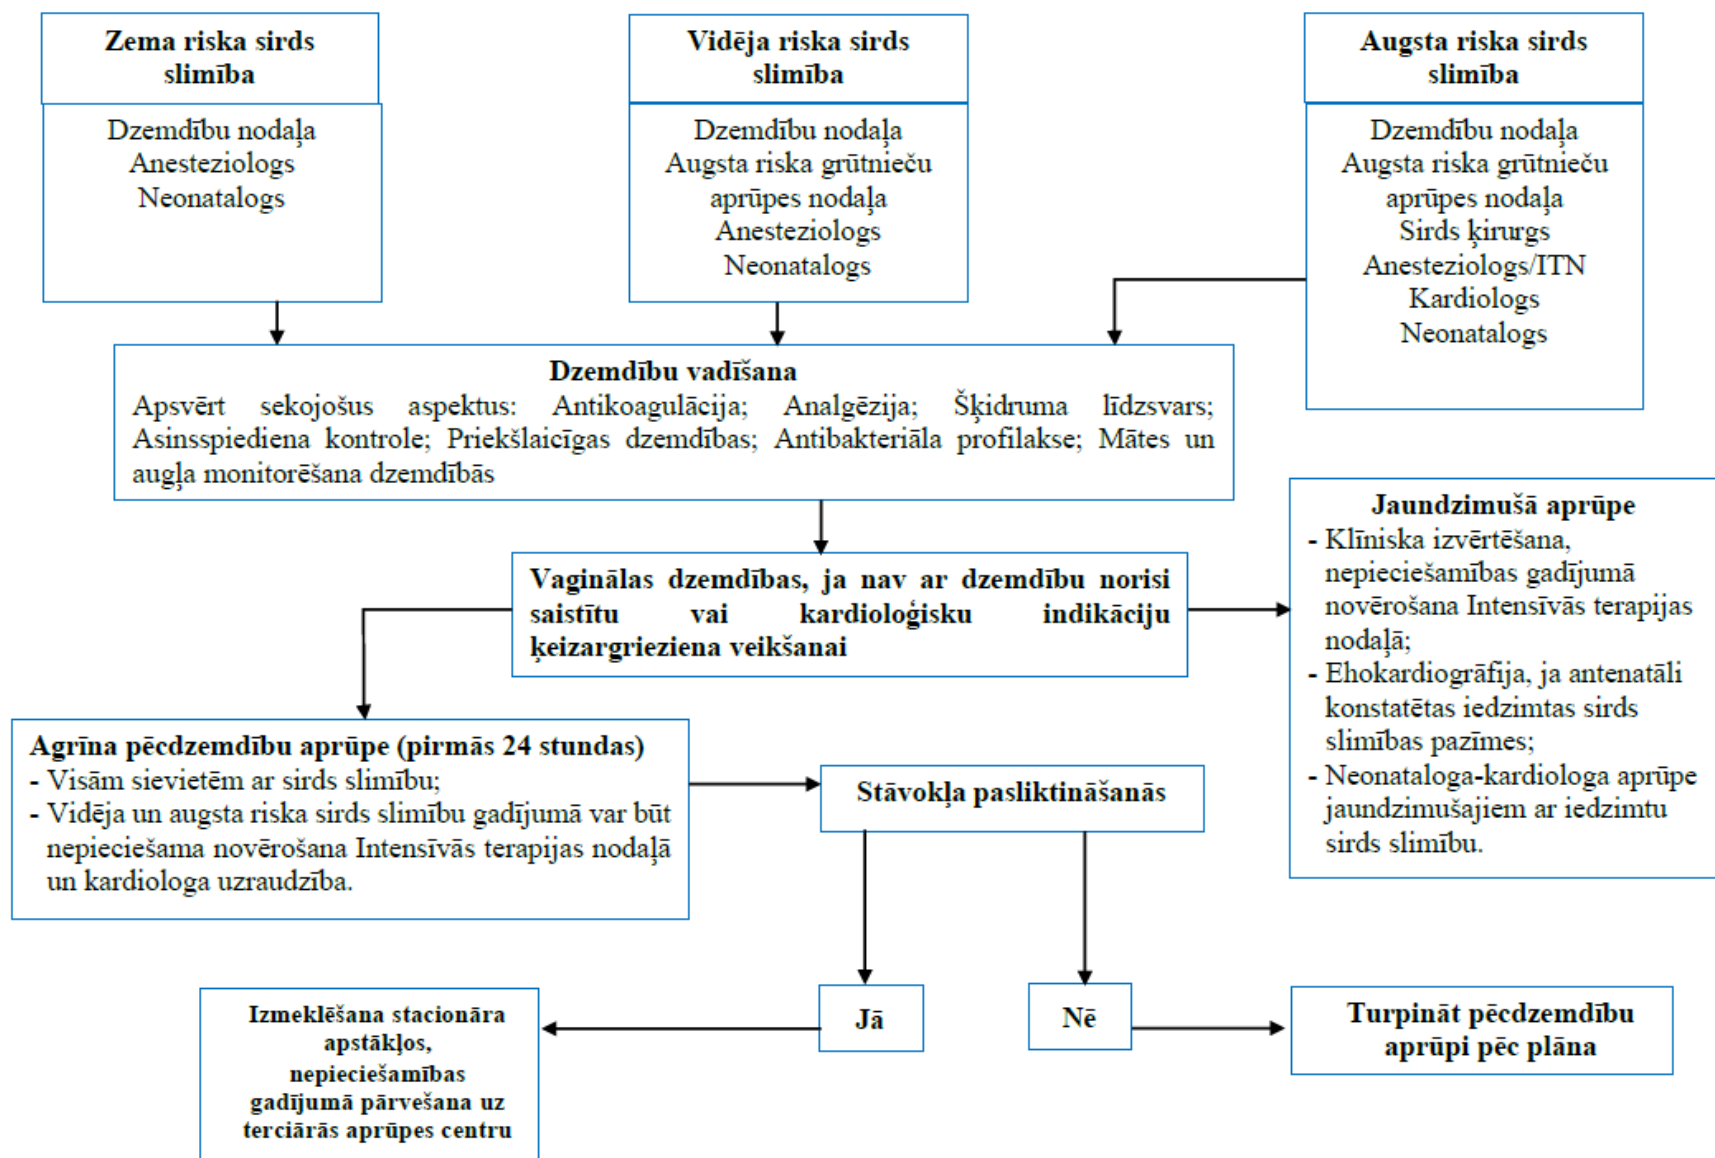 Zema riska sirds
slimība
Dzemdību nodaļa
Anesteziologs
Neonatalogs
Vidēja riska sirds
slimība
Dzemdību nodaļa
Augsta riska grūtnieču
aprūpes nodaļa
Anesteziologs
Neonatalogs
Augsta riska sirds
slimība
Dzemdību nodaļa
Augsta riska grūtnieču
aprūpes nodaļa
Sirds ķirurgs
Anesteziologs/ITN
Kardiologs
Neonatalogs
Dzemdību vadīšana
Apsvērt sekojošus aspektus: Antikoagulācija; Analgēzija; Šķidruma līdzsvars;
Asinsspiediena kontrole; Priekšlaicīgas dzemdības; Antibakteriāla profilakse; Mātes un
augļa monitorēšana dzemdībās
Vaginālas dzemdības, ja nav ar dzemdību norisi
saistītu vai kardioloģisku indikāciju
ķeizargrieziena veikšanai
Jaundzimušā aprūpe
- Klīniska izvērtēšana,
nepieciešamības gadījumā
novērošana Intensīvās terapijas
nodaļā;
- Ehokardiogrāfija, ja antenatāli
konstatētas iedzimtas sirds
slimības pazīmes;
- Neonataloga-kardiologa aprūpe
jaundzimušajiem ar iedzimtu
sirds slimību.
Agrīna pēcdzemdību aprūpe (pirmās 24 stundas)
- Visām sievietēm ar sirds slimību;
- Vidēja un augsta riska sirds slimību gadījumā var būt
nepieciešama novērošana Intensīvās terapijas nodaļā
un kardiologa uzraudzība.
Stāvokļa pasliktināšanās
Jā
Nē
Izmeklēšana stacionāra
apstākļos,
nepieciešamības
gadījumā pārvešana uz
terciārās aprūpes centru
Turpināt pēcdzemdību
aprūpi pēc plāna